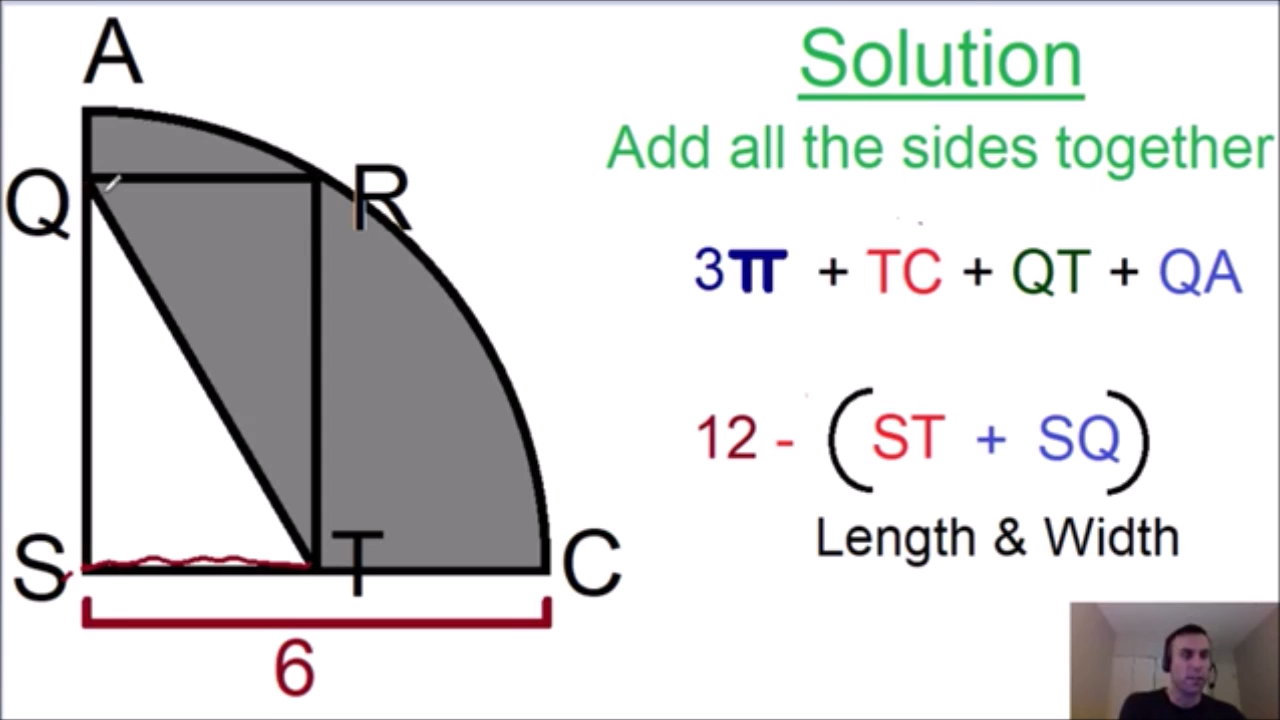 A
Q
R
S
T
C
6
Solution
Add all the sides together
3π + TC + QT + QA
12 - (ST + SQ)
Length & Width